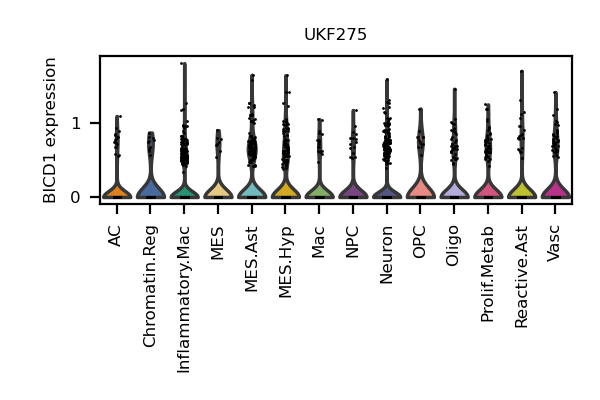 UKF275
BICD1 expression
1
0
AC
Chromatin.Reg
Inflammatory.Mac
MES
MES.Ast
MES.Hyp
Mac
NPC
Neuron
OPC
Oligo
Prolif.Metab
Reactive.Ast
Vasc